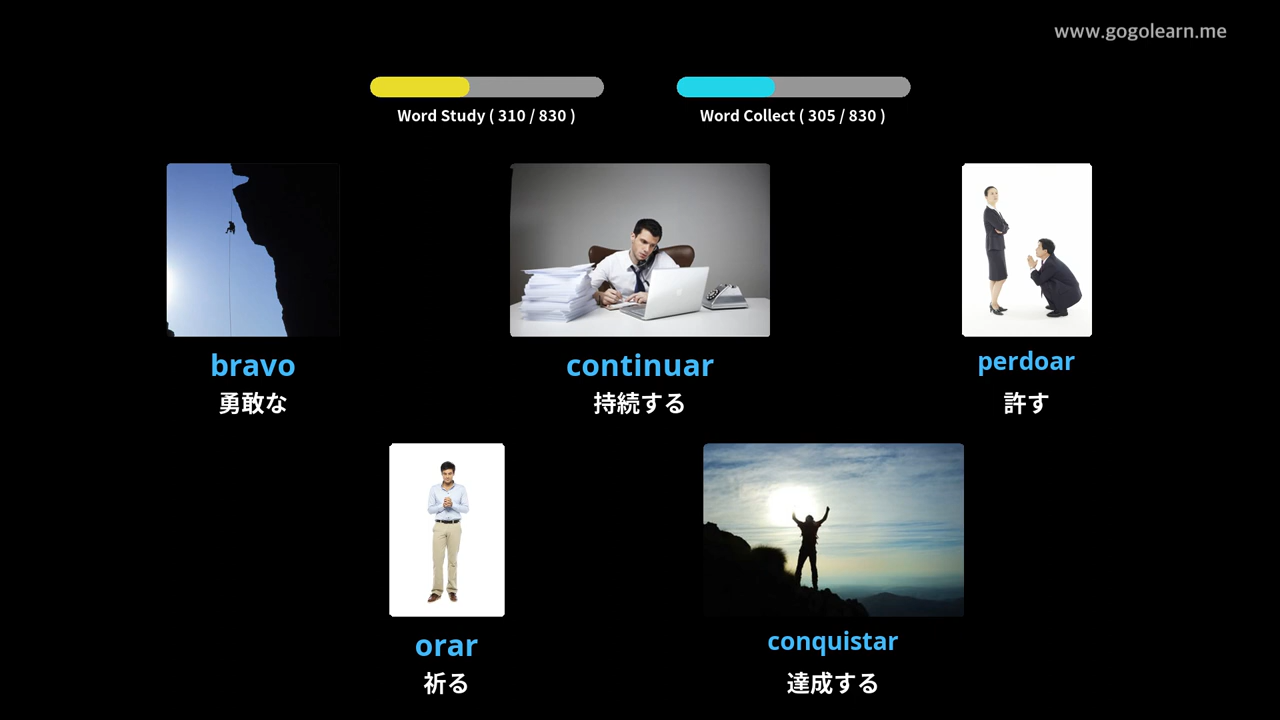 www.gogolearn.me
Word Study ( 310 / 830 )
Word Collect ( 305 / 830 )
bravo
勇敢な
continuar
持続する
perdoar
許す
orar
祈る
conquistar
達成する